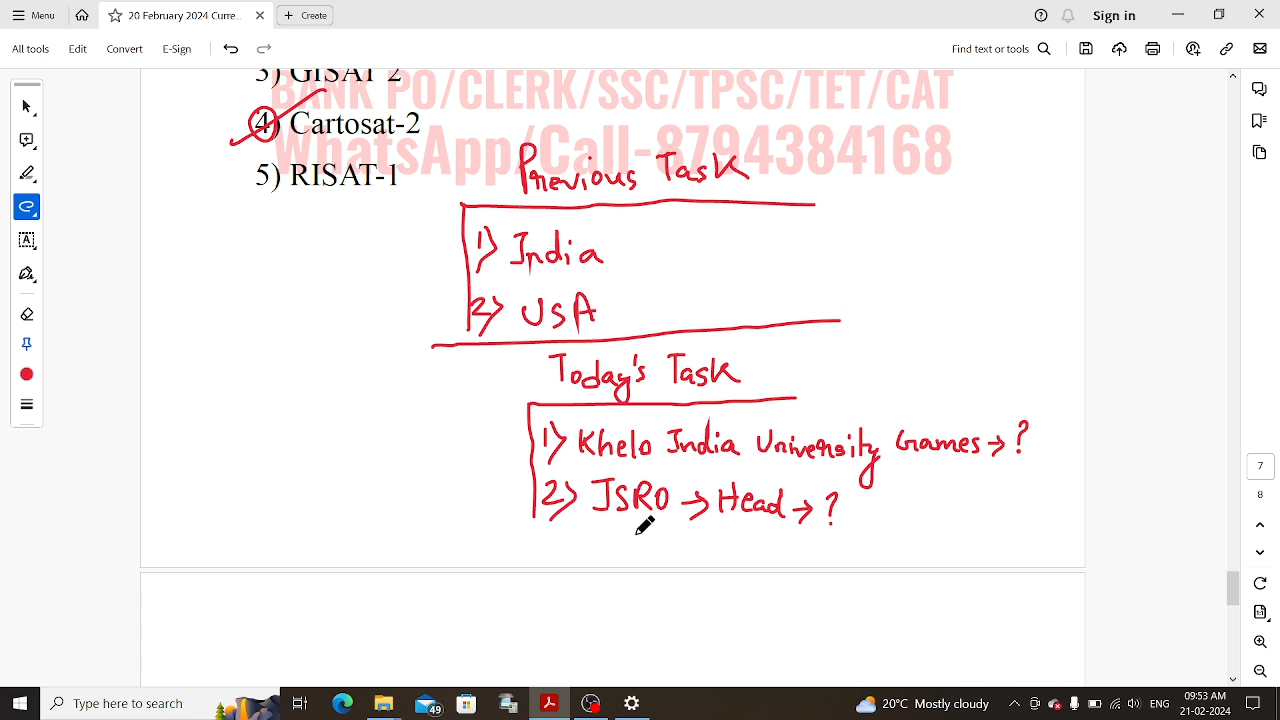 Menu
20 February 2024 Curre...
Create
Sign in
All tools
Edit
Convert
E-Sign
Find text or tools
3) GISAT 2
BANK PO/CLERK/SSC/TPSC/TET/CAT
4) Cartosat-2
WhatsApp/Call-8794384168
5) RISAT-1
Previous Task
1) India
2) USA
Today's Task
1) Khelo India University Games → ?
2) ISRO → Head → ?
7
8
Type here to search
49
20°C Mostly cloudy
ENG
09:53 AM
21-02-2024